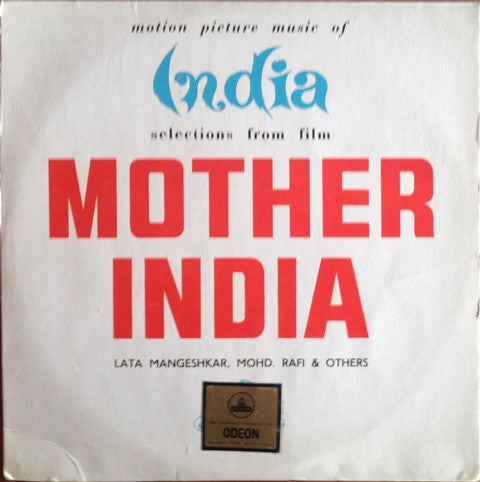 motion picture music of
India
selections from film
MOTHER
INDIA
LATA MANGESHKAR, MOHD. RAFI & OTHERS
ODEON